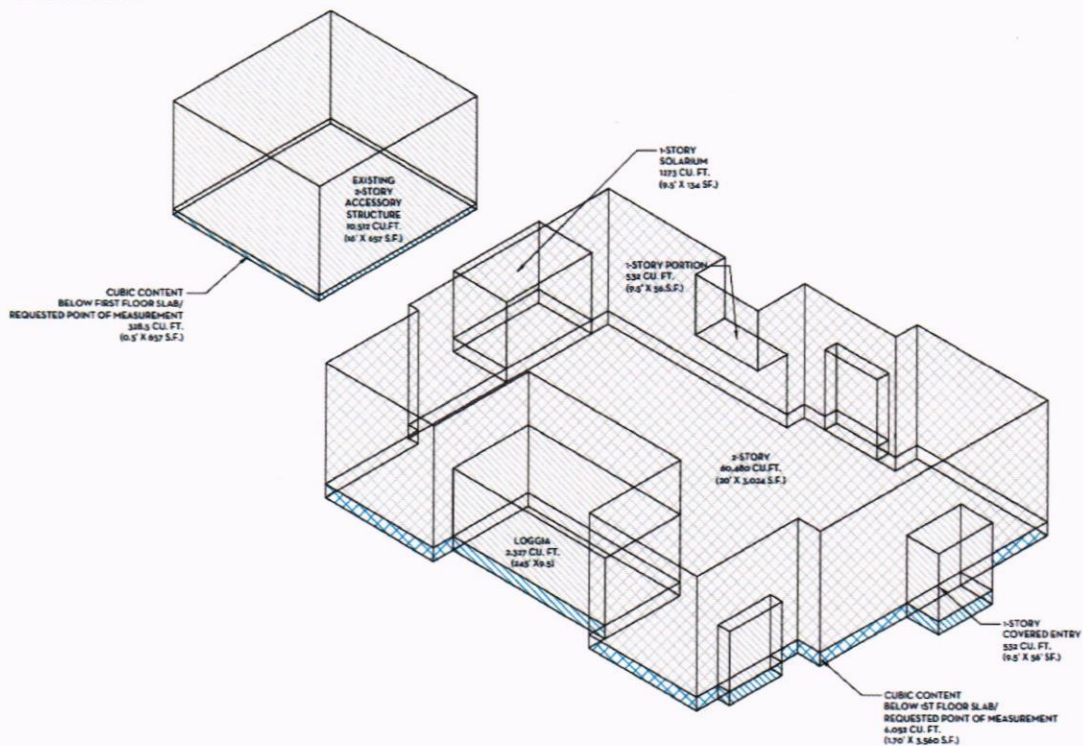 EXISTING
2-STORY
ACCESSORY
STRUCTURE
10,512 CU.FT.
(16' X 657 S.F.)
CUBIC CONTENT
BELOW FIRST FLOOR SLAB/
REQUESTED POINT OF MEASUREMENT
328.5 CU. FT.
(0.5' X 657 S.F.)
1-STORY
SOLARIUM
1273 CU. FT.
(9.5' X 134 SF.)
1-STORY PORTION
532 CU. FT.
(9.5' X 56 S.F.)
2-STORY
60,480 CU.FT.
(20' X 3,024 S.F.)
LOGGIA
2,327 CU. FT.
(245' X9.5)
1-STORY
COVERED ENTRY
532 CU. FT.
(9.5' X 56' SF.)
CUBIC CONTENT
BELOW 1ST FLOOR SLAB/
REQUESTED POINT OF MEASUREMENT
6,052 CU. FT.
(1.70' X 3,560 S.F.)